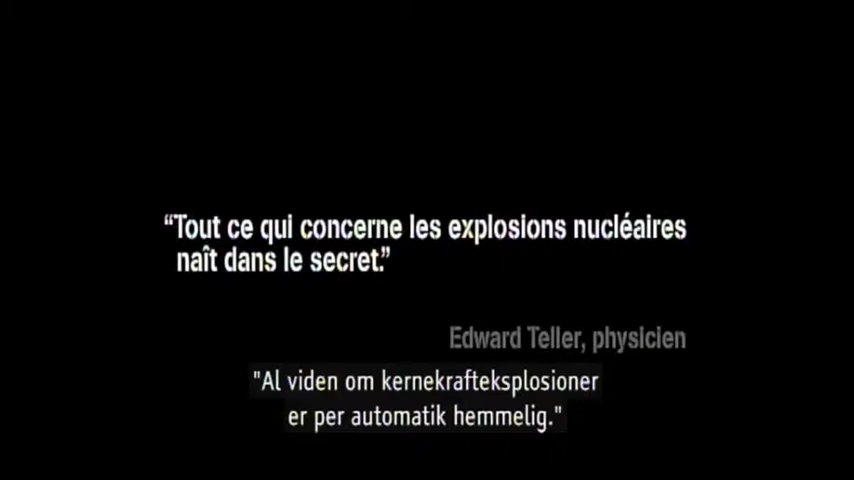 “Tout ce qui concerne les explosions nucléaires
naît dans le secret.”
Edward Teller, physicien
"Al viden om kernekrafteksplosioner
er per automatik hemmelig."